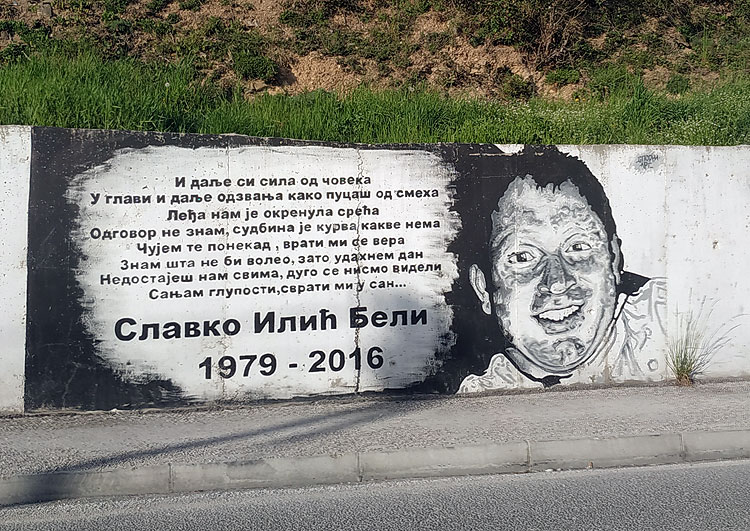 И даље си сила од човека
У глави и даље одзвања како пуцаш од смеха
Леђа нам је окренула срећа
Одговор не знам, судбина је курва какве нема
Чујем те понекад , врати ми се вера
Знам шта не би волео, зато удахнем дан
Недостајеш нам свима, дуго се нисмо видели
Сањам глупости,сврати ми у сан...
Славко Илић Бели
1979 - 2016